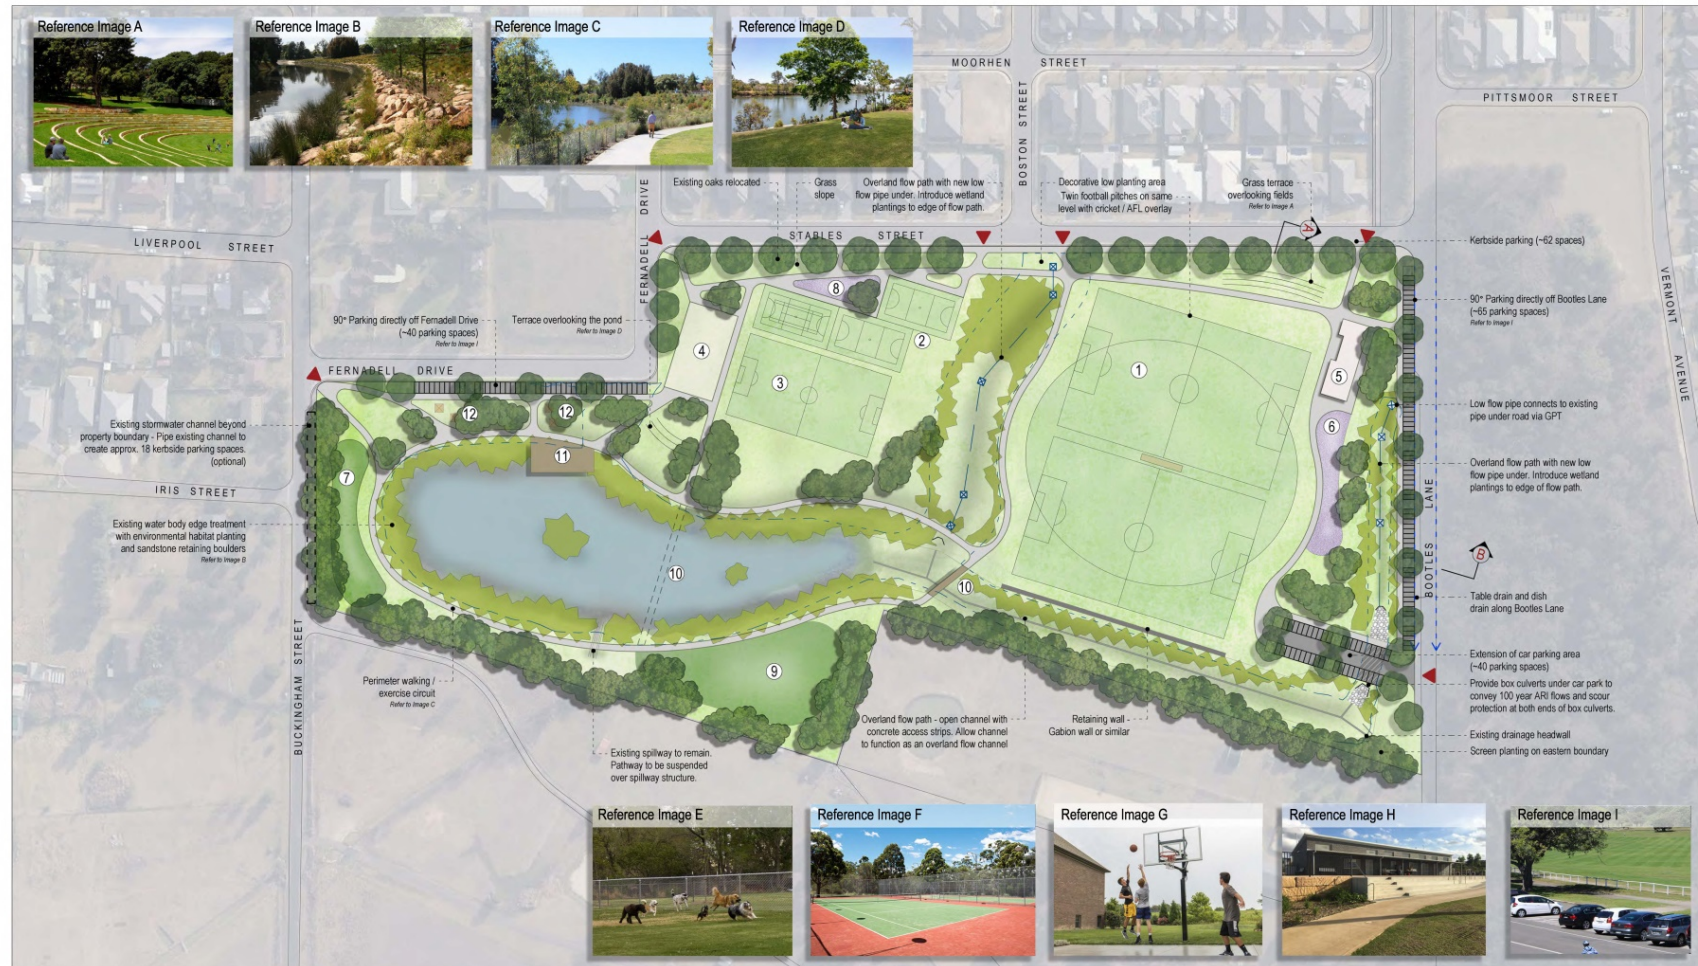 Reference Image A
Reference Image B
Reference Image C
Reference Image D
MOORHEN STREET
BOSTON STREET
PITTSMOOR STREET
VERMONT AVENUE
LIVERPOOL STREET
FERNADELL DRIVE
STABLES STREET
Existing oaks relocated
Grass
slope
Overland flow path with new low
flow pipe under. Introduce wetland
plantings to edge of flow path.
Decorative low planting area
Twin football pitches on same
level with cricket / AFL overlay
Grass terrace
overlooking fields
Refer to Image A
A
Kerbside parking (~62 spaces)
90° Parking directly off Bootles Lane
(~65 parking spaces)
Refer to Image I
90° Parking directly off Fernadell Drive
(~40 parking spaces)
Refer to Image I
Terrace overlooking the pond
Refer to Image D
FERNADELL DRIVE
8
2
4
3
1
5
12
12
6
11
7
10
10
9
Low flow pipe connects to existing
pipe under road via GPT
Existing stormwater channel beyond
property boundary - Pipe existing channel to
create approx. 18 kerbside parking spaces.
(optional)
Overland flow path with new low
flow pipe under. Introduce wetland
plantings to edge of flow path.
IRIS STREET
Existing water body edge treatment
with environmental habitat planting
and sandstone retaining boulders
Refer to Image B
BOOTLES LANE
B
Table drain and dish
drain along Bootles Lane
BUCKINGHAM STREET
Extension of car parking area
(~40 parking spaces)
Provide box culverts under car park to
convey 100 year ARI flows and scour
protection at both ends of box culverts.
Perimeter walking /
exercise circuit
Refer to Image C
Overland flow path - open channel with
concrete access strips. Allow channel
to function as an overland flow channel
Retaining wall -
Gabion wall or similar
Existing drainage headwall
Screen planting on eastern boundary
Existing spillway to remain.
Pathway to be suspended
over spillway structure.
Reference Image E
Reference Image F
Reference Image G
Reference Image H
Reference Image I